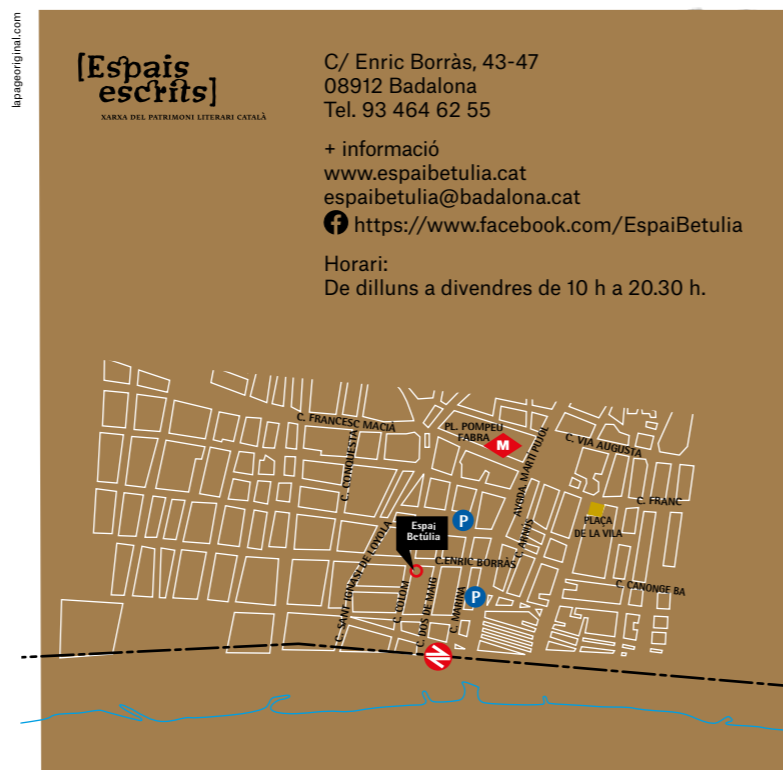 lapageoriginal.com
[Espais
escrits]
XARXA DEL PATRIMONI LITERARI CATALÀ
C/ Enric Borràs, 43-47
08912 Badalona
Tel. 93 464 62 55
+ informació
www.espaibetulia.cat
espaibetulia@badalona.cat
https://www.facebook.com/EspaiBetulia
Horari:
De dilluns a divendres de 10 h a 20.30 h.
C. FRANCESC MACIÀ
PL. POMPEU
FABRA
M
C. VIA AUGUSTA
AVGDA. MARTÍ PUJOL
C. CONQUESTA
C. FRANC
P
PLAÇA
DE LA VILA
Espai
Betúlia
C. ARNÚS
C. SANT IGNASI DE LOYOLA
C. ENRIC BORRÀS
C. COLOM
C. DOS DE MAIG
C. MARINA
P
C. CANONGE BA